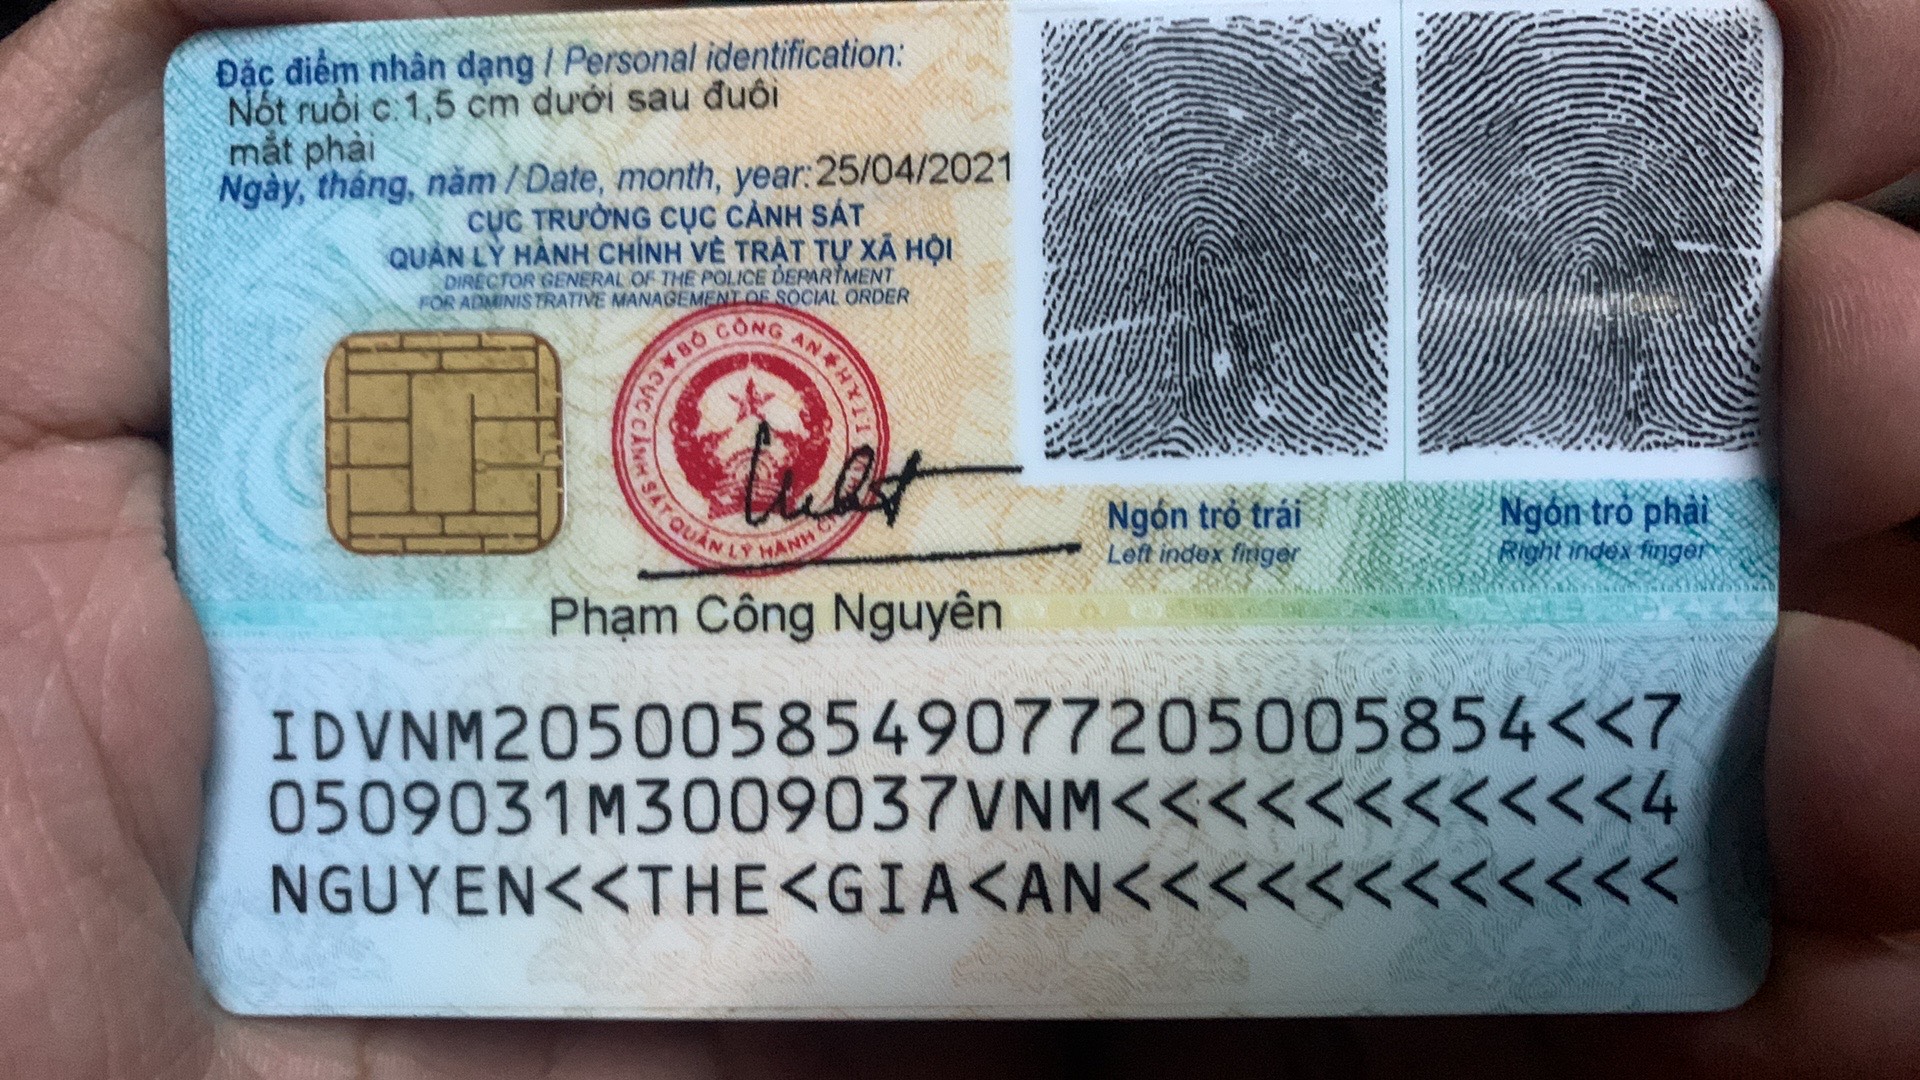 Đặc điểm nhân dạng / Personal identification:
Nốt ruồi c:1,5 cm dưới sau đuôi
mắt phải
Ngày, tháng, năm / Date, month, year: 25/04/2021
CỤC TRƯỞNG CỤC CẢNH SÁT
QUẢN LÝ HÀNH CHÍNH VỀ TRẬT TỰ XÃ HỘI
DIRECTOR GENERAL OF THE POLICE DEPARTMENT
FOR ADMINISTRATIVE MANAGEMENT OF SOCIAL ORDER
BỘ CÔNG AN
CỤC CẢNH SÁT QUẢN LÝ HÀNH
Ngón trỏ trái
Left index finger
Ngón trỏ phải
Right index finger
Phạm Công Nguyên
IDVNM2050058549077205005854<<7
0509031M3009037VNM<<<<<<<<<<<4
NGUYEN<<THE<GIA<AN<<<<<<<<<<<<